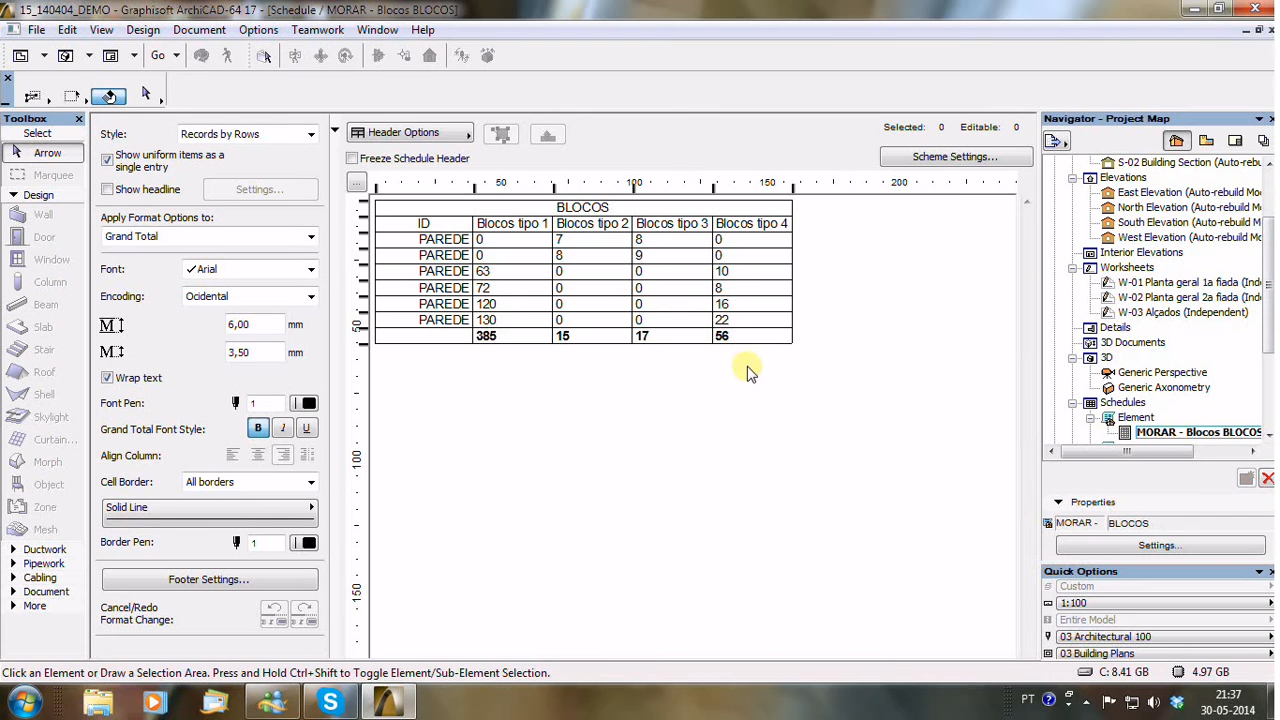 15_140404_DEMO - Graphisoft ArchiCAD-64 17 - [Schedule / MORAR - Blocos BLOCOS]
File Edit View Design Document Options Teamwork Window Help
Go
Toolbox
Select
Arrow
Marquee
Design
Wall
Door
Window
Column
Beam
Slab
Stair
Roof
Shell
Skylight
Curtain...
Morph
Object
Zone
Mesh
Ductwork
Pipework
Cabling
Document
More
Style: Records by Rows
Show uniform items as a
single entry
Show headline Settings...
Apply Format Options to:
Grand Total
Font: Arial
Encoding: Ocidental
6,00 mm
3,50 mm
Wrap text
Font Pen: 1
Grand Total Font Style: B I U
Align Column:
Cell Border: All borders
Solid Line
Border Pen: 1
Footer Settings...
Cancel/Redo
Format Change:
Header Options
Selected: 0 Editable: 0
Freeze Schedule Header
Scheme Settings...
... 50 100 150 200
50
100
150
BLOCOS
ID Blocos tipo 1 Blocos tipo 2 Blocos tipo 3 Blocos tipo 4
PAREDE 0 7 8 0
PAREDE 0 8 9 0
PAREDE 63 0 0 10
PAREDE 72 0 0 8
PAREDE 120 0 0 16
PAREDE 130 0 0 22
385 15 17 56
Navigator - Project Map
S-02 Building Section (Auto-rebu
Elevations
East Elevation (Auto-rebuild Mo
North Elevation (Auto-rebuild M
South Elevation (Auto-rebuild M
West Elevation (Auto-rebuild Mo
Interior Elevations
Worksheets
W-01 Planta geral 1a fiada (Inde
W-02 Planta geral 2a fiada (Inde
W-03 Alçados (Independent)
Details
3D Documents
3D
Generic Perspective
Generic Axonometry
Schedules
Element
MORAR - Blocos BLOCOS
Properties
MORAR - BLOCOS
Settings...
Quick Options
Custom
1:100
Entire Model
03 Architectural 100
03 Building Plans
Click an Element or Draw a Selection Area. Press and Hold Ctrl+Shift to Toggle Element/Sub-Element Selection.
C: 8.41 GB 4.97 GB
PT
21:37
30-05-2014